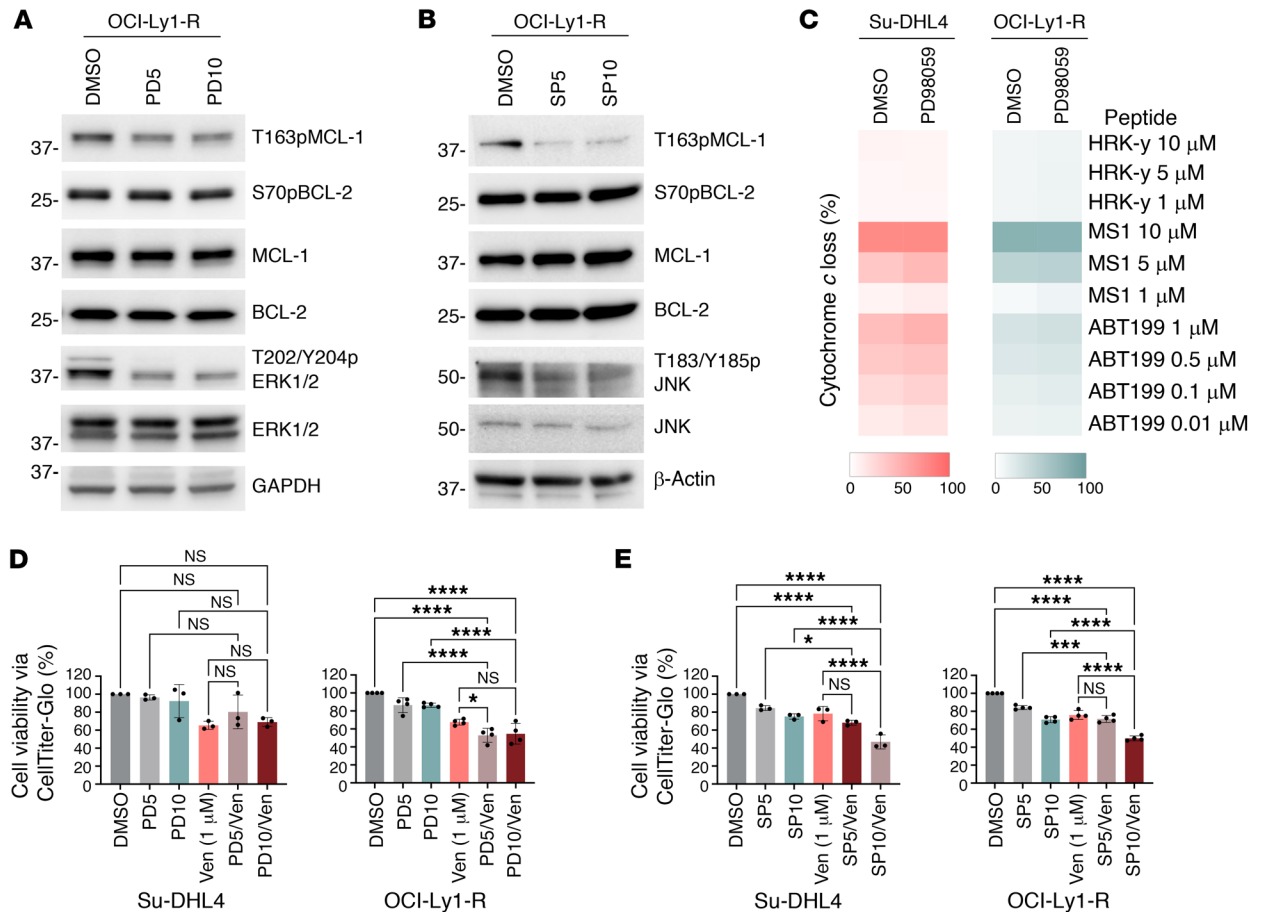 A
OCI-Ly1-R
DMSO
PD5
PD10
T163pMCL-1
37-
S70pBCL-2
25-
MCL-1
37-
BCL-2
25-
T202/Y204p
ERK1/2
37-
ERK1/2
37-
37-
GAPDH
B
OCI-Ly1-R
DMSO
SP5
SP10
T163pMCL-1
37-
S70pBCL-2
25-
MCL-1
37-
BCL-2
25-
T183/Y185p
JNK
50-
JNK
50-
β-Actin
37-
C
Su-DHL4
OCI-Ly1-R
DMSO
PD98059
DMSO
PD98059
Peptide
HRK-y 10 μM
HRK-y 5 μM
HRK-y 1 μM
MS1 10 μM
MS1 5 μM
MS1 1 μM
ABT199 1 μM
ABT199 0.5 μM
ABT199 0.1 μM
ABT199 0.01 μM
Cytochrome c loss (%)
0 50 100
0 50 100
D
Cell viability via
CellTiter-Glo (%)
NS
NS
NS
NS
NS
NS
120
100
80
60
40
20
0
DMSO
PD5
PD10
Ven (1 μM)
PD5/Ven
PD10/Ven
Su-DHL4
****
****
****
****
NS
*
120
100
80
60
40
20
0
DMSO
PD5
PD10
Ven (1 μM)
PD5/Ven
PD10/Ven
OCI-Ly1-R
E
Cell viability via
CellTiter-Glo (%)
****
****
****
*
****
NS
120
100
80
60
40
20
0
DMSO
SP5
SP10
Ven (1 μM)
SP5/Ven
SP10/Ven
Su-DHL4
****
****
****
***
****
NS
120
100
80
60
40
20
0
DMSO
SP5
SP10
Ven (1 μM)
SP5/Ven
SP10/Ven
OCI-Ly1-R